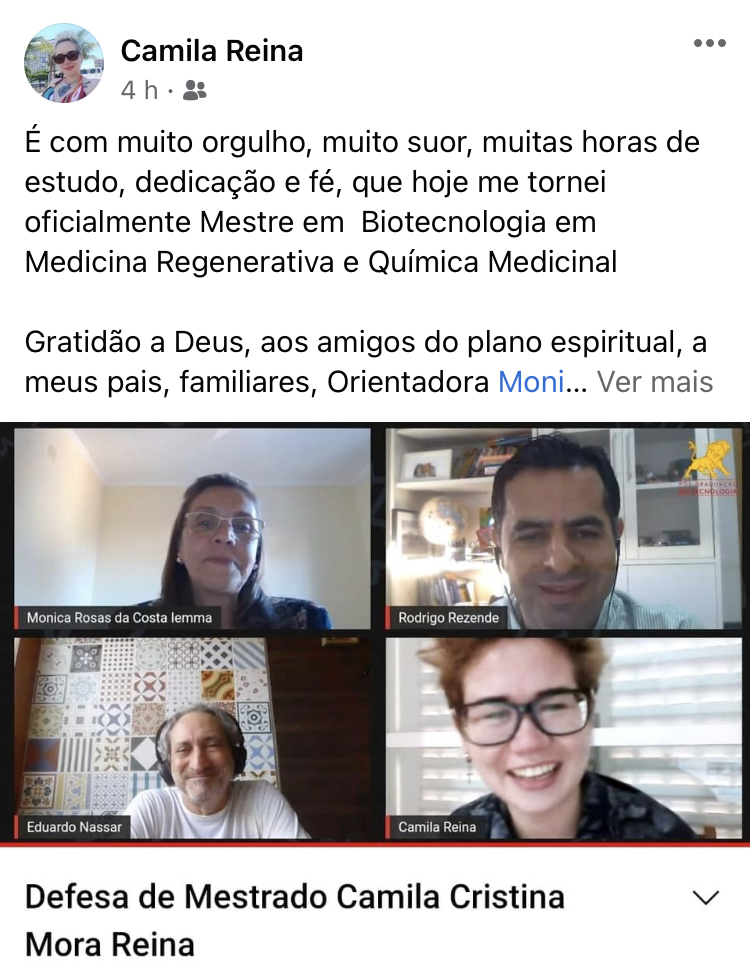 Camila Reina
4 h ·
É com muito orgulho, muito suor, muitas horas de
estudo, dedicação e fé, que hoje me tornei
oficialmente Mestre em  Biotecnologia em
Medicina Regenerativa e Química Medicinal
Gratidão a Deus, aos amigos do plano espiritual, a
meus pais, familiares, Orientadora Moni... Ver mais
PÓS-GRADUAÇÃO
BIOTECNOLOGIA
Monica Rosas da Costa Iemma
Rodrigo Rezende
Eduardo Nassar
Camila Reina
Defesa de Mestrado Camila Cristina
Mora Reina